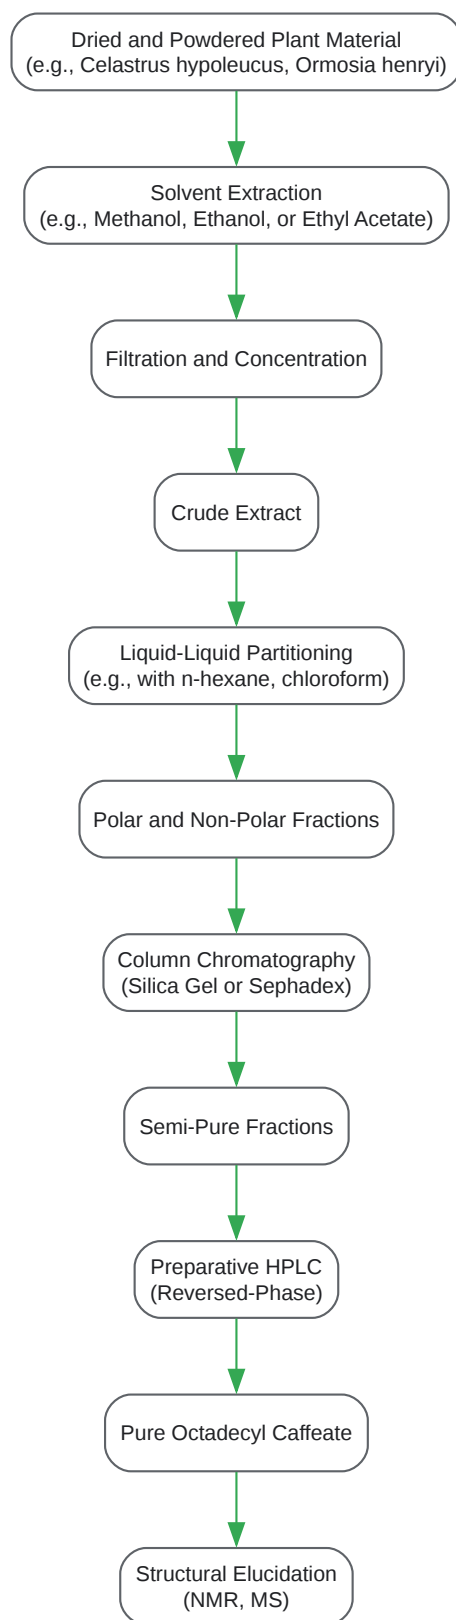 Dried and Powdered Plant Material
(e.g., Celastrus hypoleucus, Ormosia henryi)
Solvent Extraction
(e.g., Methanol, Ethanol, or Ethyl Acetate)
Filtration and Concentration
Crude Extract
Liquid-Liquid Partitioning
(e.g., with n-hexane, chloroform)
Polar and Non-Polar Fractions
Column Chromatography
(Silica Gel or Sephadex)
Semi-Pure Fractions
Preparative HPLC
(Reversed-Phase)
Pure Octadecyl Caffeate
Structural Elucidation
(NMR, MS)